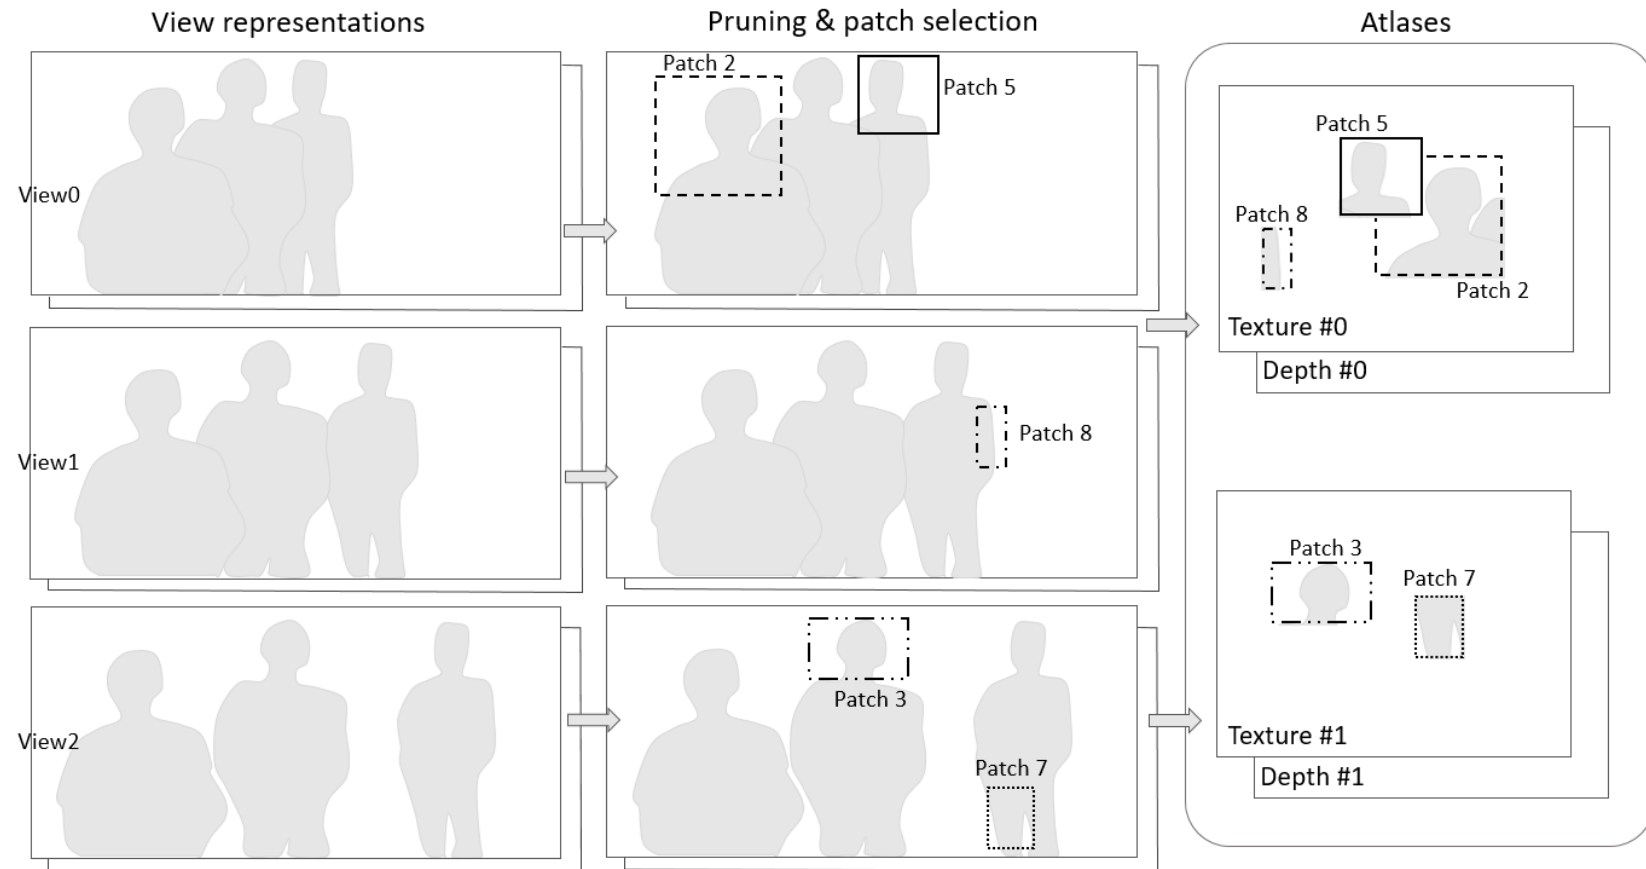 View representations
Pruning & patch selection
Atlases
View0
Patch 2
Patch 5
Patch 5
Patch 8
Patch 2
Texture #0
Depth #0
View1
Patch 8
View2
Patch 3
Patch 7
Patch 3
Patch 7
Texture #1
Depth #1